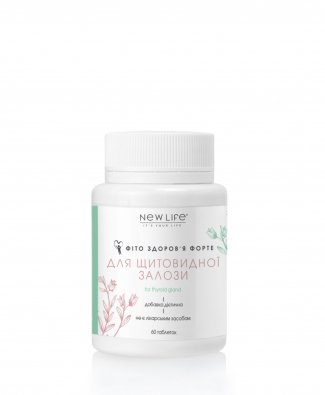 NEW LIFE®
IT'S YOUR LIFE
ФІТО ЗДОРОВ'Я ФОРТЕ
ДЛЯ ЩИТОВИДНОЇ
ЗАЛОЗИ
for thyroid gland
добавка дієтична
не є лікарським засобом
60 таблеток